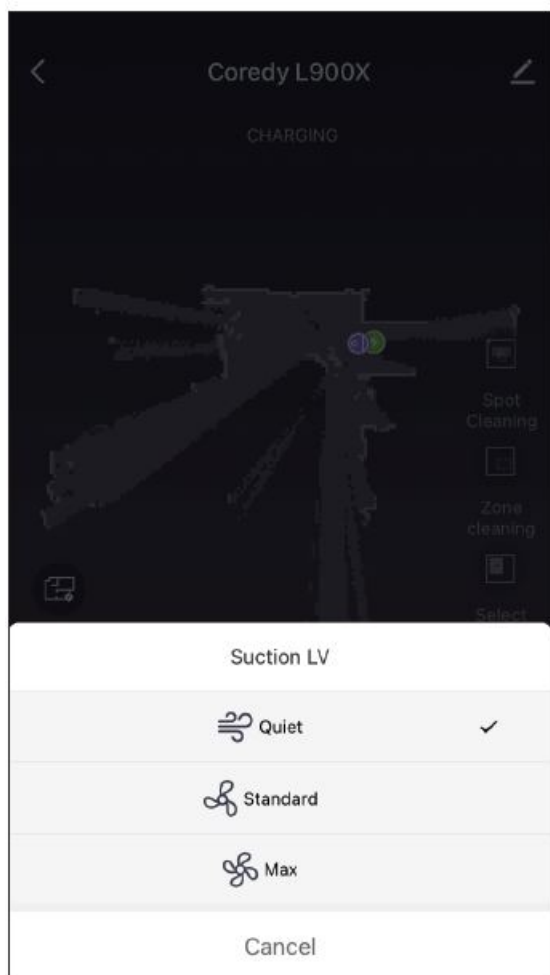 Coredy L900X
CHARGING
Spot
Cleaning
Zone
cleaning
Select
Suction LV
Quiet
Standard
Max
Cancel